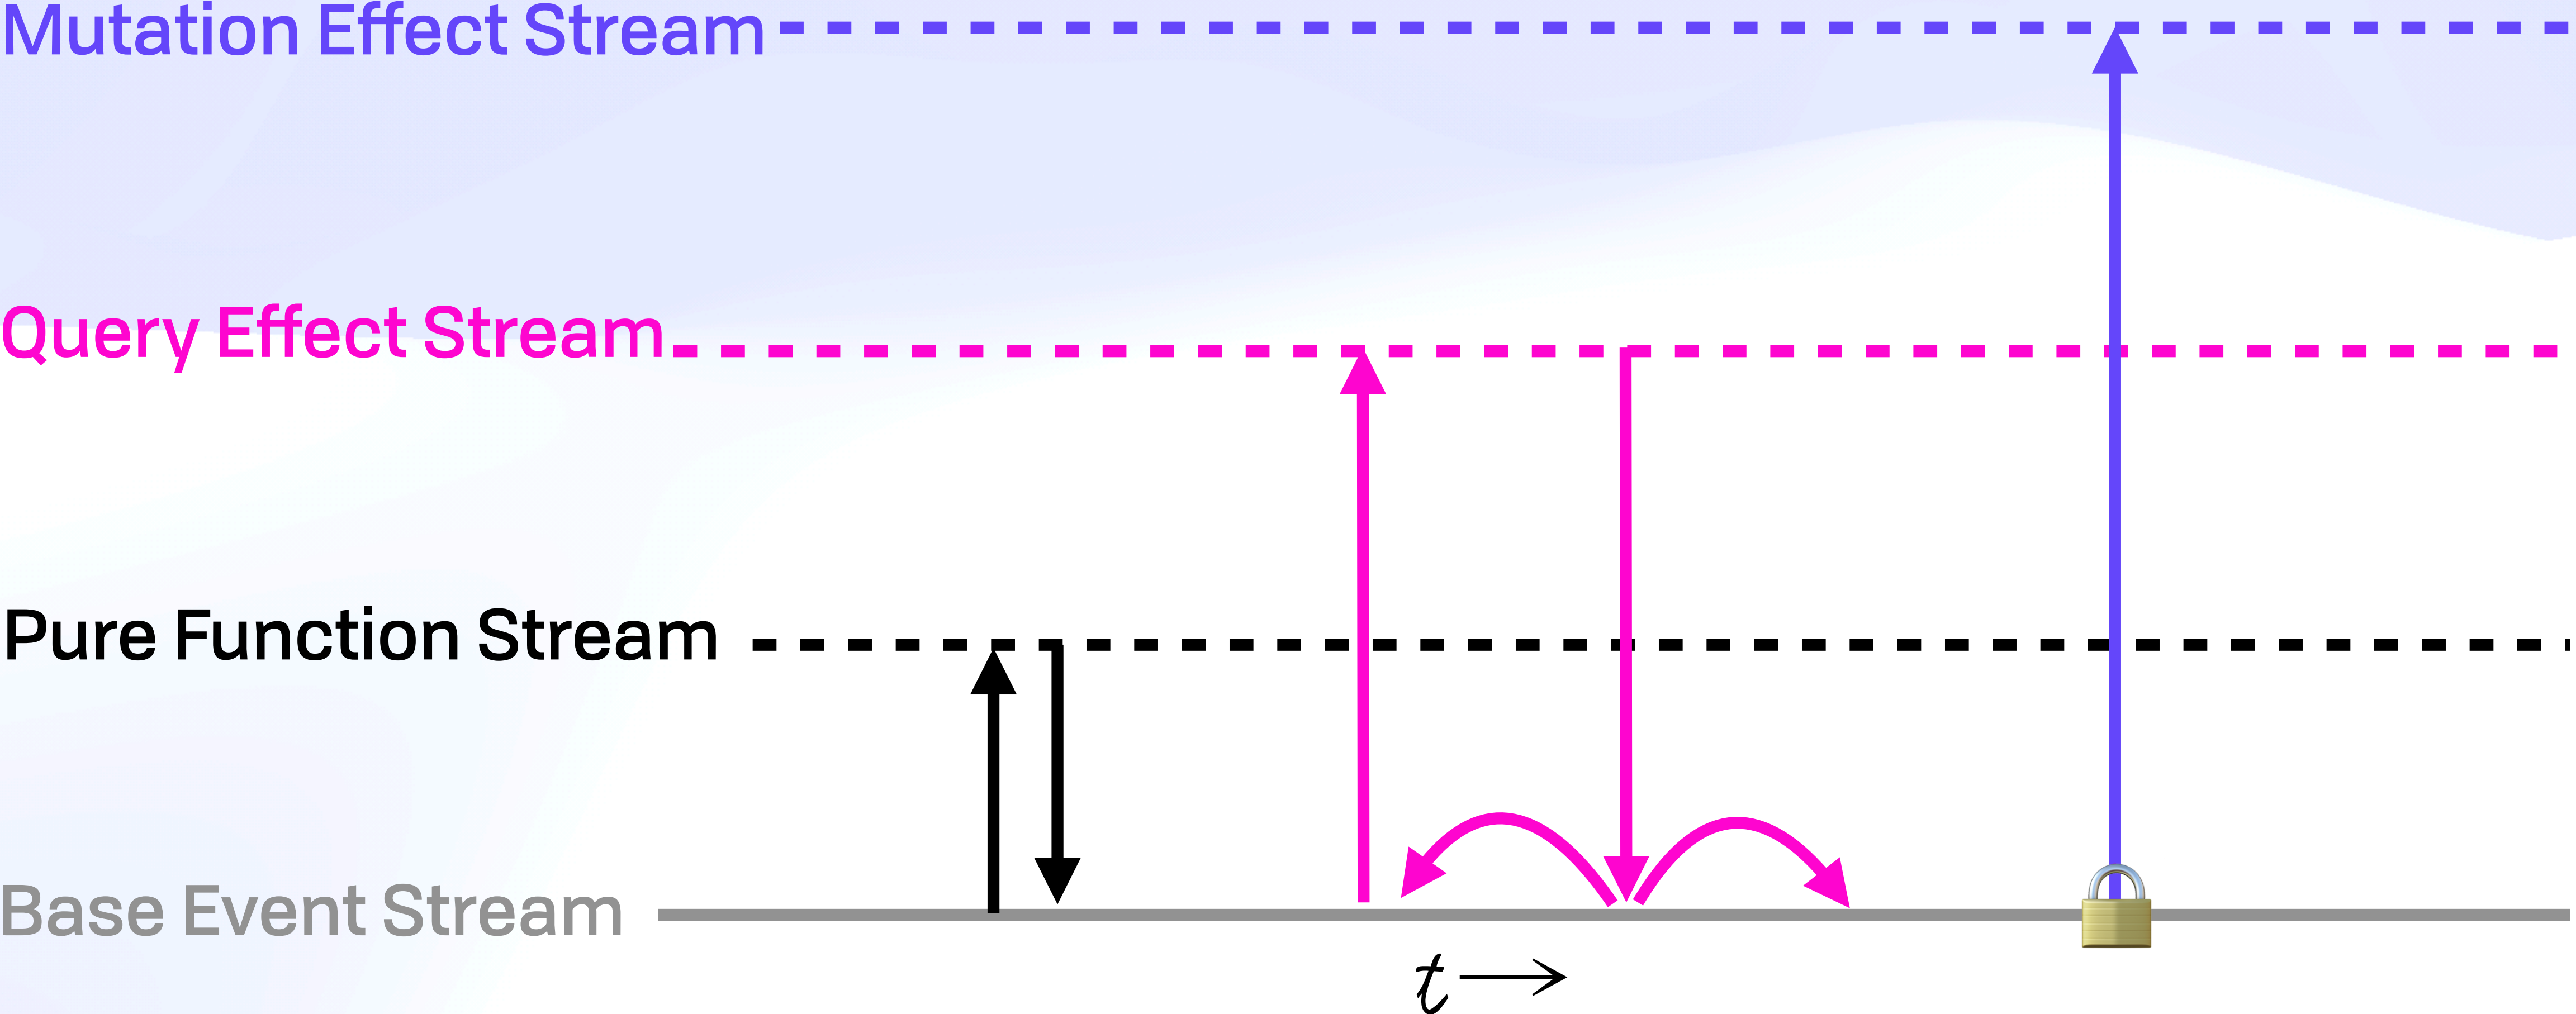 Mutation Effect Stream
Query Effect Stream
Pure Function Stream
Base Event Stream
t